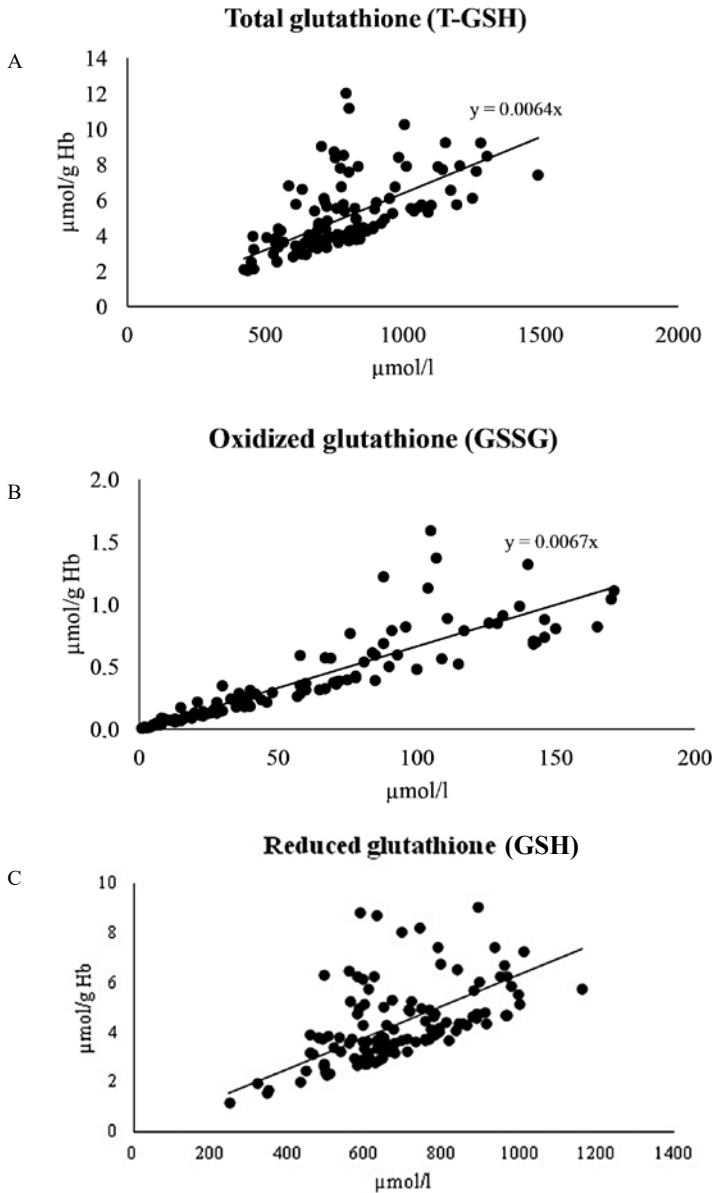 Total glutathione (T-GSH)
A
14
12
10
8
6
4
2
0
µmol/g Hb
y = 0.0064x
0 500 1000 1500 2000
µmol/l
Oxidized glutathione (GSSG)
B
2.0
1.5
1.0
0.5
0.0
µmol/g Hb
y = 0.0067x
0 50 100 150 200
µmol/l
Reduced glutathione (GSH)
C
10
8
6
4
2
0
µmol/g Hb
0 200 400 600 800 1000 1200 1400
µmol/l